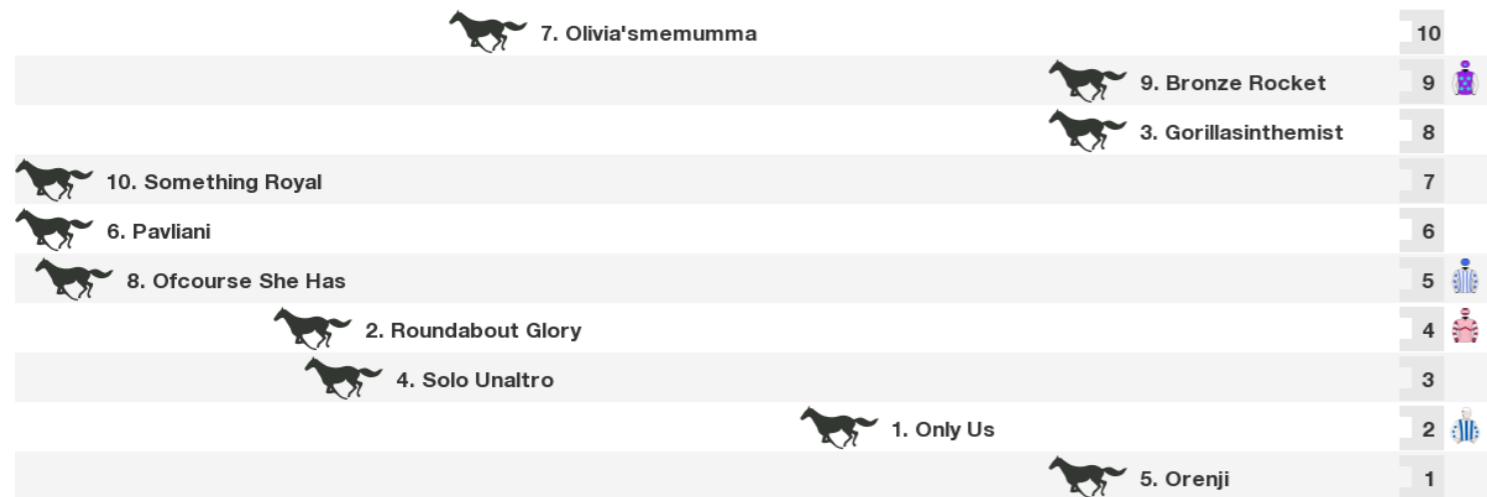 7. Olivia'smemumma 10
9. Bronze Rocket 9
3. Gorillasinthemist 8
10. Something Royal 7
6. Pavliani 6
8. Ofcourse She Has 5
2. Roundabout Glory 4
4. Solo Unaltro 3
1. Only Us 2
5. Orenji 1